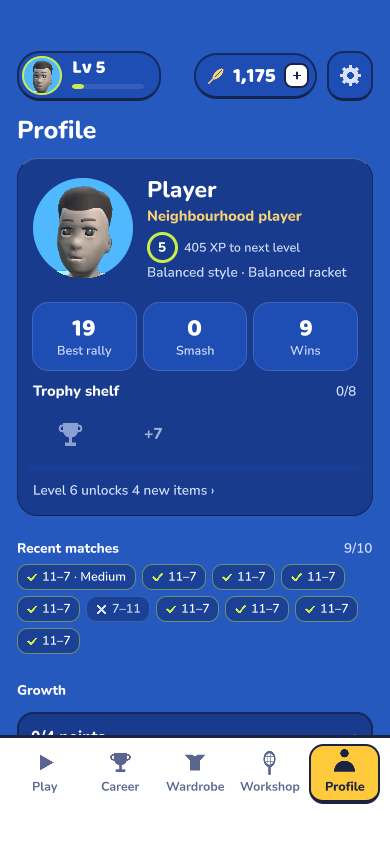 Lv 5
1,175
+
Profile
Player
Neighbourhood player
5
405 XP to next level
Balanced style · Balanced racket
19
Best rally
0
Smash
9
Wins
Trophy shelf
0/8
+7
Level 6 unlocks 4 new items ›
Recent matches
9/10
11–7 · Medium
11–7
11–7
11–7
11–7
7–11
11–7
11–7
11–7
11–7
Growth
0/4 points
Play
Career
Wardrobe
Workshop
Profile